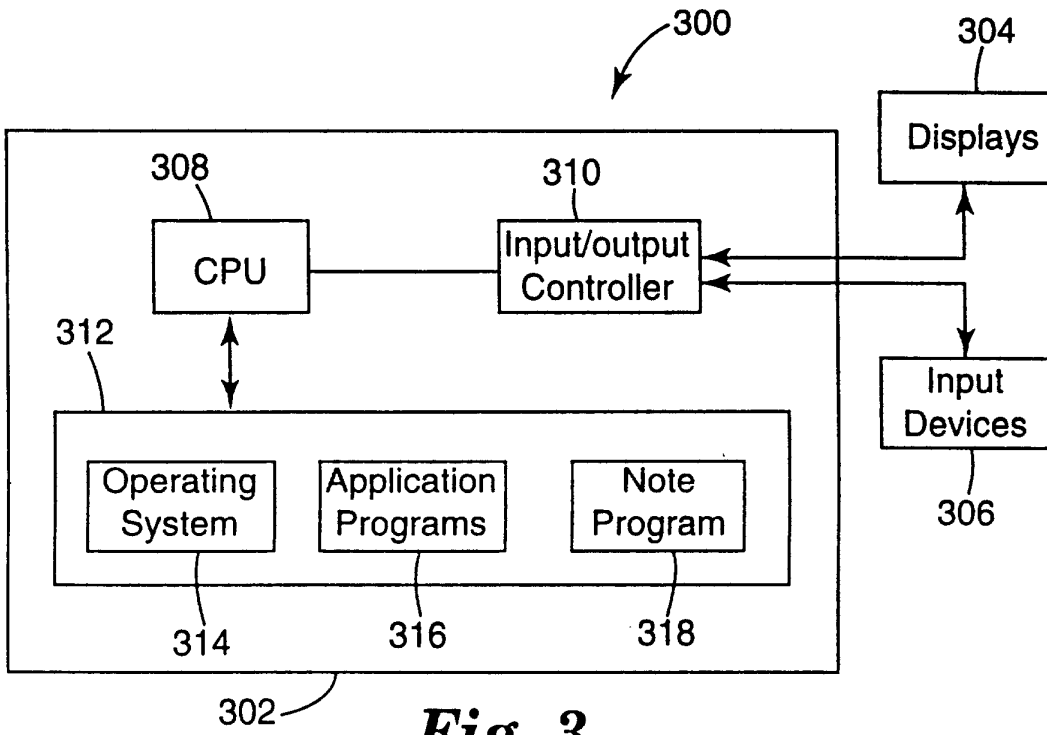 300
304
Displays
308
310
CPU
Input/output
Controller
312
Input
Devices
306
Operating
System
Application
Programs
Note
Program
314
316
318
302
Fig. 3